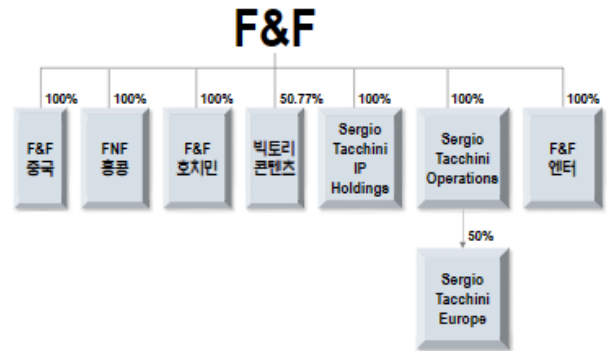 F&F
100%
100%
100%
50.77%
100%
100%
100%
F&F
중국
FNF
홍콩
F&F
호치민
빅토리
콘텐츠
Sergio
Tacchini
IP
Holdings
Sergio
Tacchini
Operations
F&F
엔터
50%
Sergio
Tacchini
Europe